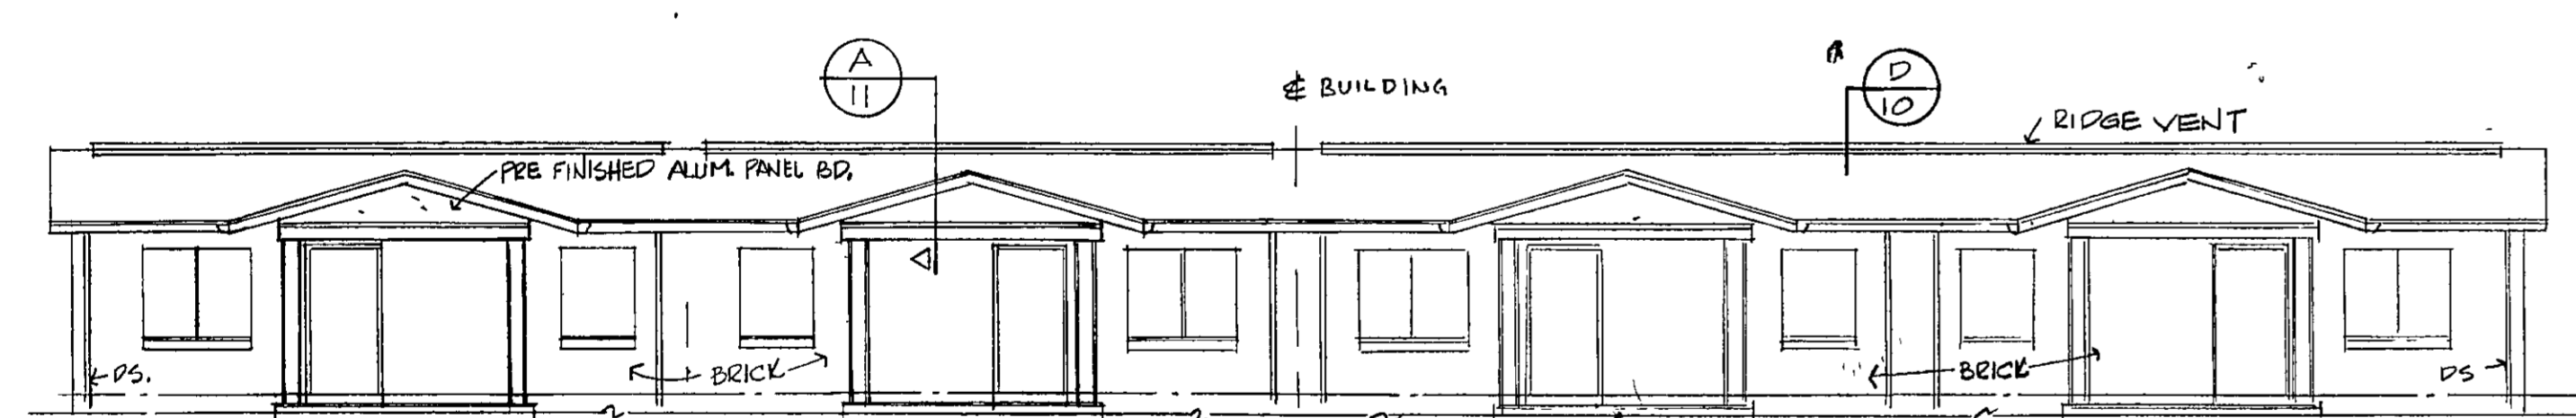 A
11
℄ BUILDING
D
10
RIDGE VENT
PRE FINISHED ALUM. PANEL BD.
DS.
BRICK
BRICK
DS